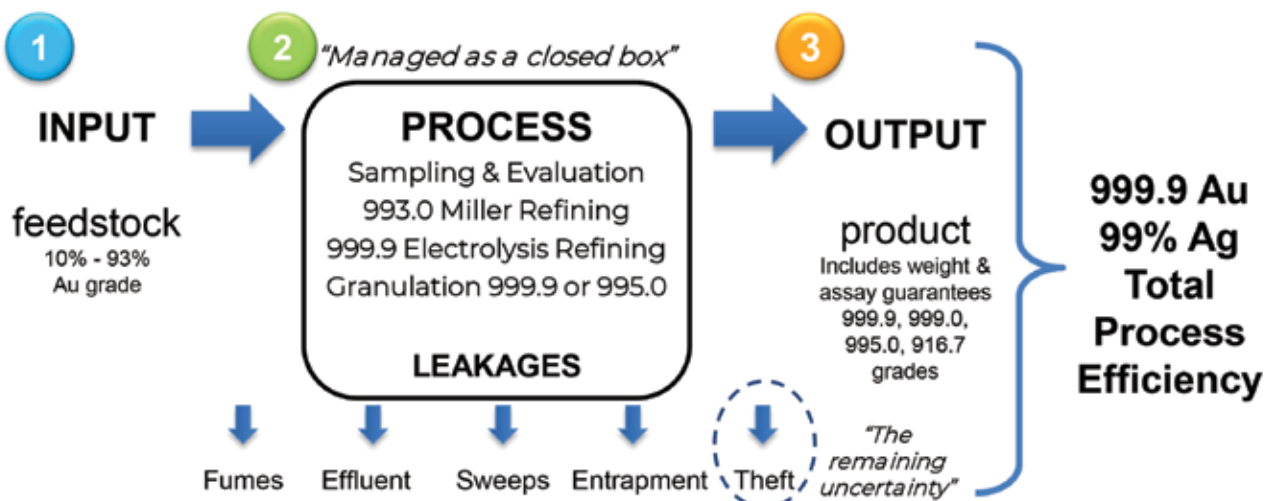 1
INPUT
feedstock
10% - 93%
Au grade
2
“Managed as a closed box”
PROCESS
Sampling & Evaluation
993.0 Miller Refining
999.9 Electrolysis Refining
Granulation 999.9 or 995.0
LEAKAGES
Fumes
Effluent
Sweeps
Entrapment
Theft
“The
remaining
uncertainty”
3
OUTPUT
product
Includes weight &
assay guarantees
999.9, 999.0,
995.0, 916.7
grades
999.9 Au
99% Ag
Total
Process
Efficiency